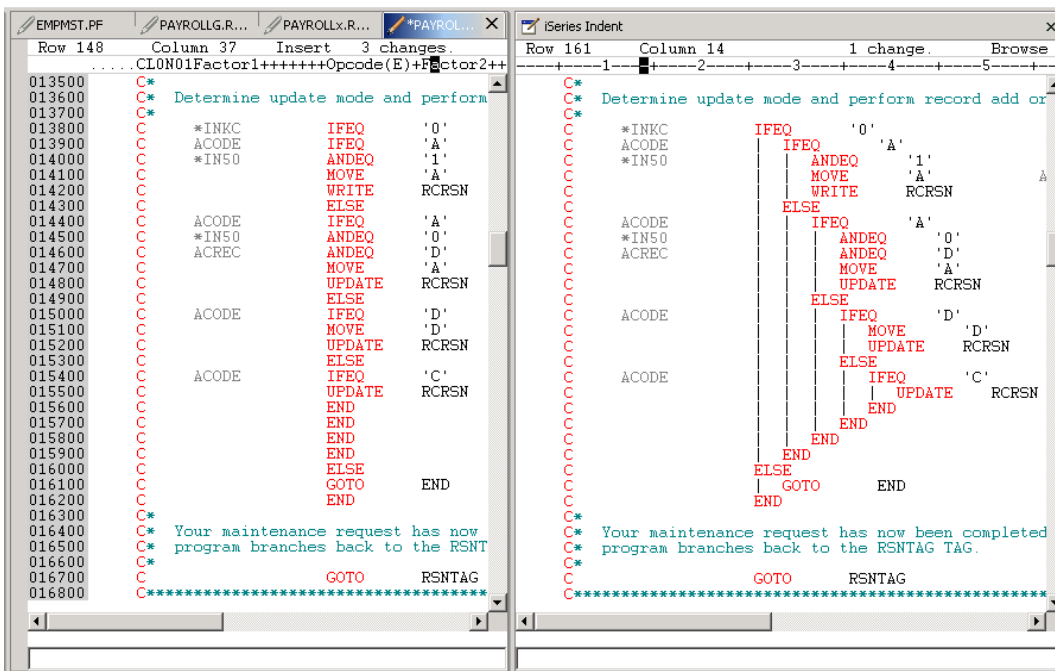 EMPMST.PF PAYROLLG.R... PAYROLLx.R... *PAYROL...
Row 148 Column 37 Insert 3 changes.
.....CL0N01Factor1+++++++Opcode(E)+Factor2++
013500 C*
013600 C* Determine update mode and perform
013700 C*
013800 C *INKC IFEQ '0'
013900 C ACODE IFEQ 'A'
014000 C *IN50 ANDEQ '1'
014100 C MOVE 'A'
014200 C WRITE RCRSN
014300 C ELSE
014400 C ACODE IFEQ 'A'
014500 C *IN50 ANDEQ '0'
014600 C ACREC ANDEQ 'D'
014700 C MOVE 'A'
014800 C UPDATE RCRSN
014900 C ELSE
015000 C ACODE IFEQ 'D'
015100 C MOVE 'D'
015200 C UPDATE RCRSN
015300 C ELSE
015400 C ACODE IFEQ 'C'
015500 C UPDATE RCRSN
015600 C END
015700 C END
015800 C END
015900 C END
016000 C ELSE
016100 C GOTO END
016200 C END
016300 C*
016400 C* Your maintenance request has now
016500 C* program branches back to the RSNT
016600 C*
016700 C GOTO RSNTAG
016800 C*************************************
iSeries Indent
Row 161 Column 14 1 change. Browse
----+----1----+----2----+----3----+----4----+----5----+--
C*
C* Determine update mode and perform record add or
C*
C *INKC IFEQ '0'
C ACODE | IFEQ 'A'
C *IN50 | | ANDEQ '1'
C | | MOVE 'A' A
C | | WRITE RCRSN
C | ELSE
C ACODE | | IFEQ 'A'
C *IN50 | | | ANDEQ '0'
C ACREC | | | ANDEQ 'D'
C | | | MOVE 'A'
C | | | UPDATE RCRSN
C | | ELSE
C ACODE | | | IFEQ 'D'
C | | | | MOVE 'D'
C | | | | UPDATE RCRSN
C | | | ELSE
C ACODE | | | | IFEQ 'C'
C | | | | | UPDATE RCRSN
C | | | | END
C | | | END
C | | END
C | END
C ELSE
C | GOTO END
C END
C*
C* Your maintenance request has now been completed
C* program branches back to the RSNTAG TAG.
C*
C GOTO RSNTAG
C***************************************************